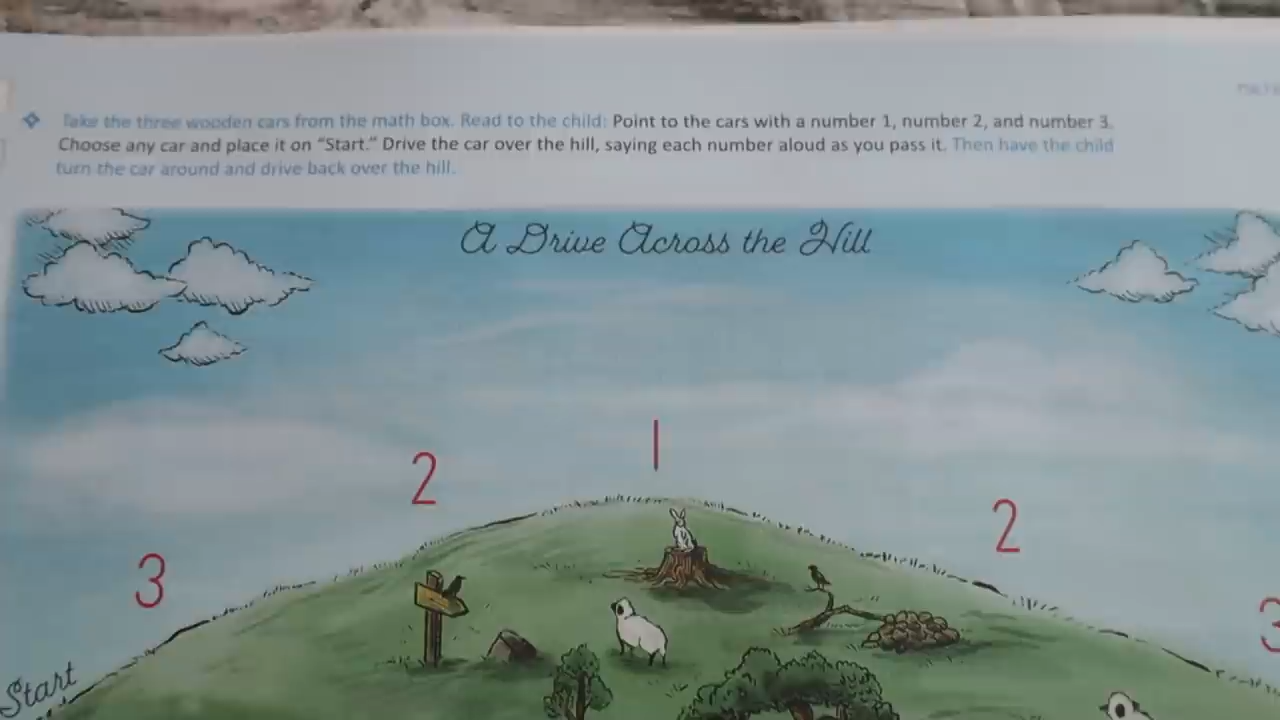 Take the three wooden cars from the math box. Read to the child: Point to the cars with a number 1, number 2, and number 3.
Choose any car and place it on “Start.” Drive the car over the hill, saying each number aloud as you pass it. Then have the child
turn the car around and drive back over the hill.
A Drive Across the Hill
1
2
2
3
3
Start